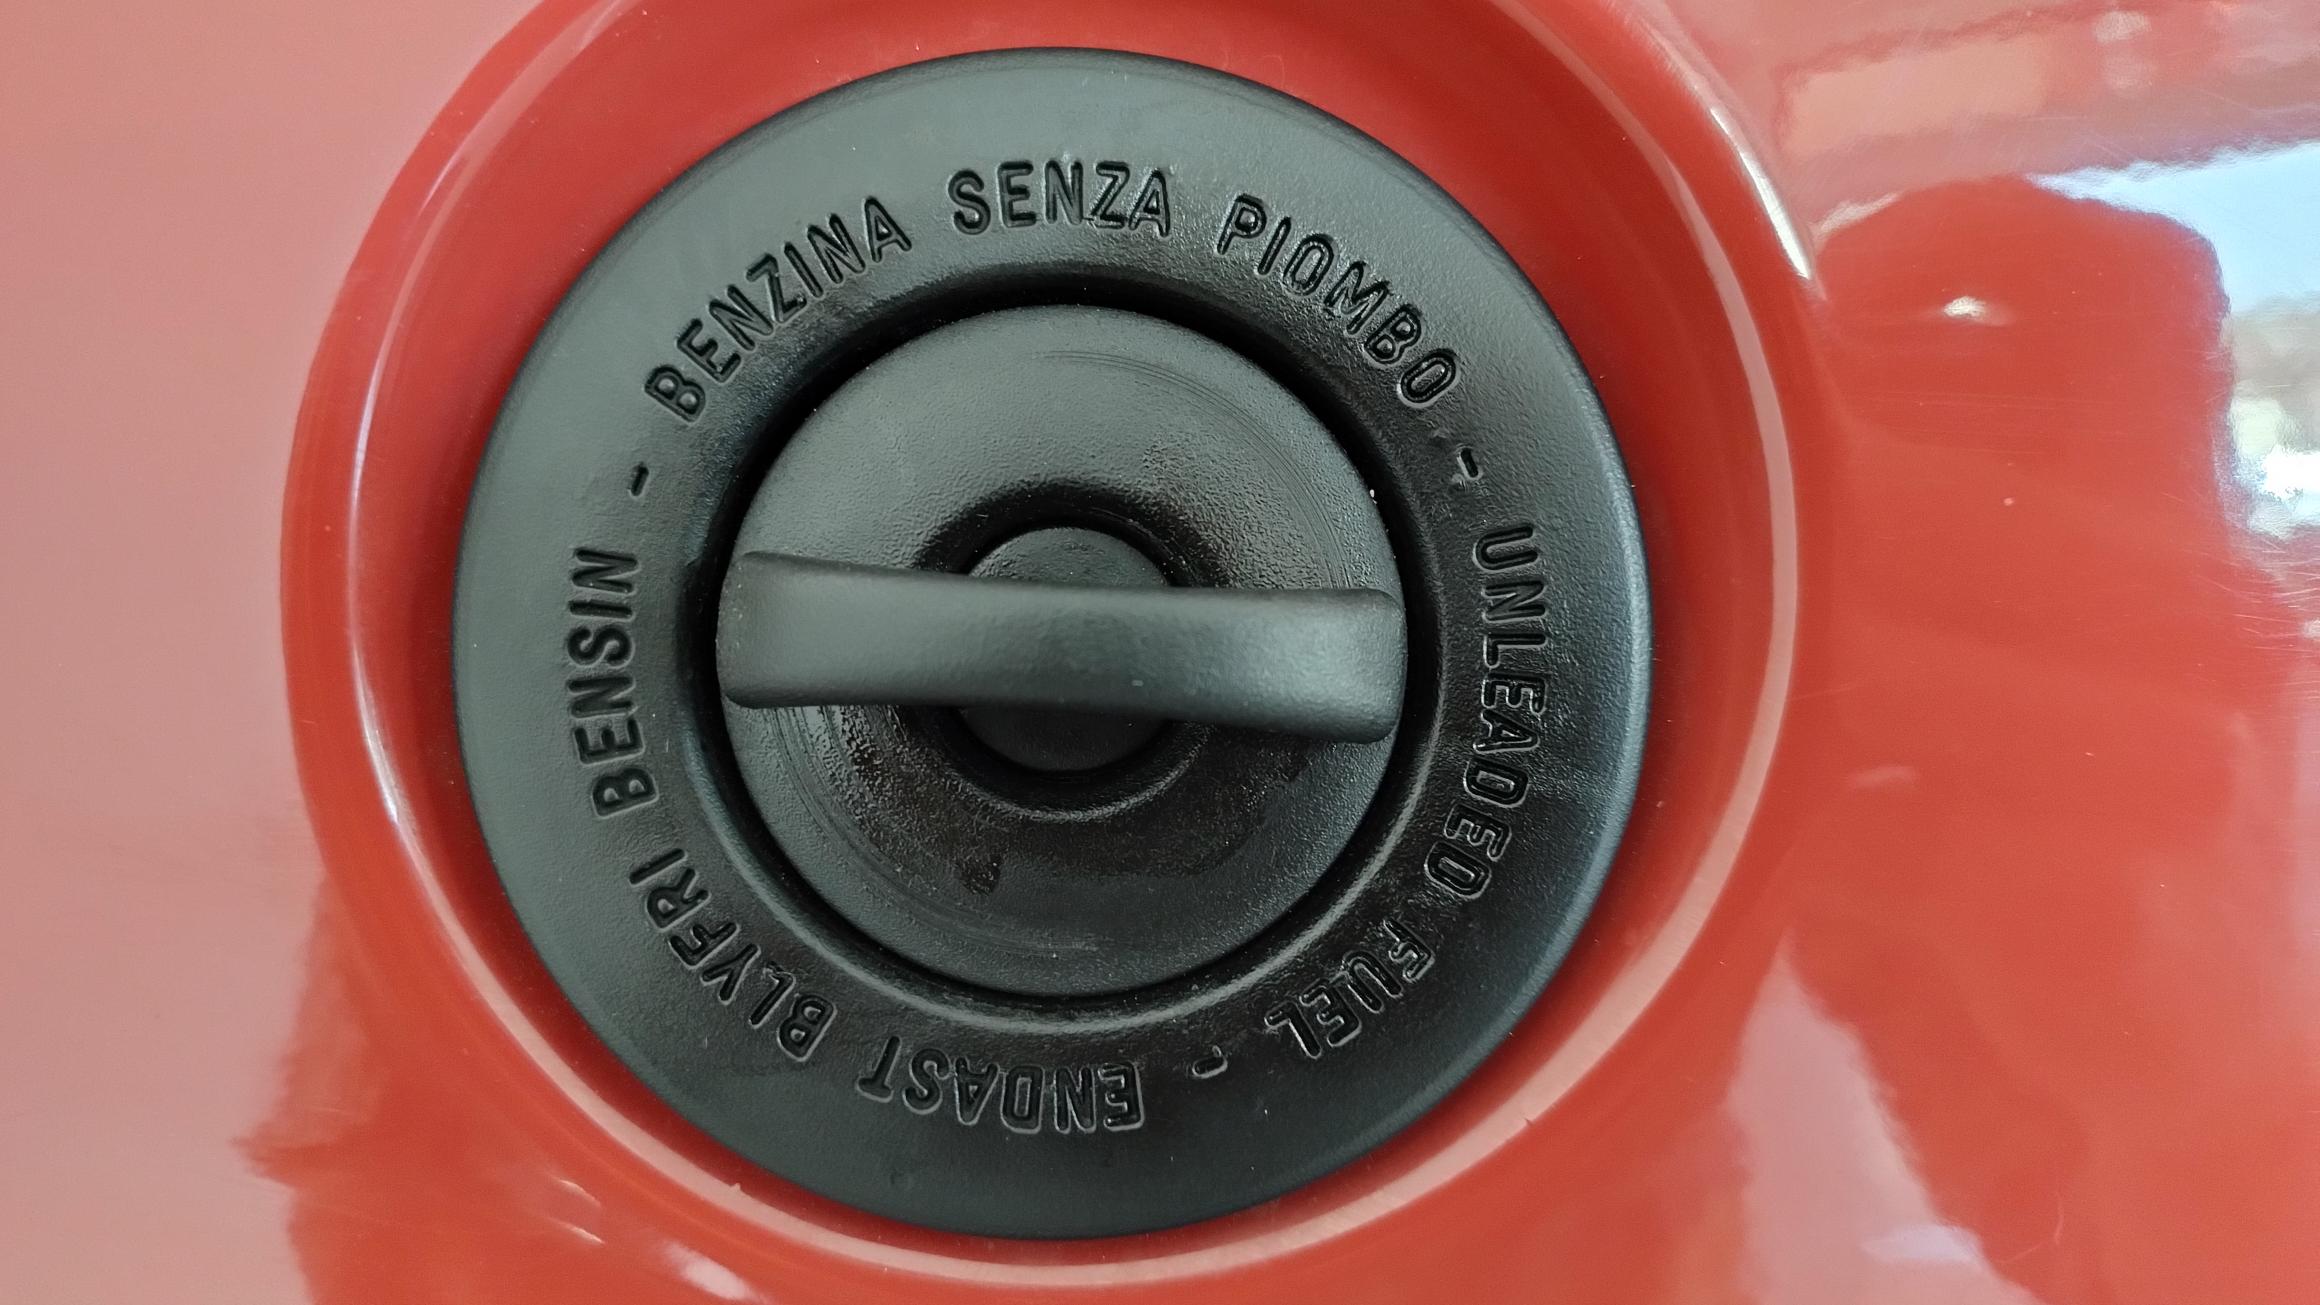 BENZINA SENZA PIOMBO - UNLEADED FUEL - ENDAST BLYFRI BENSIN -